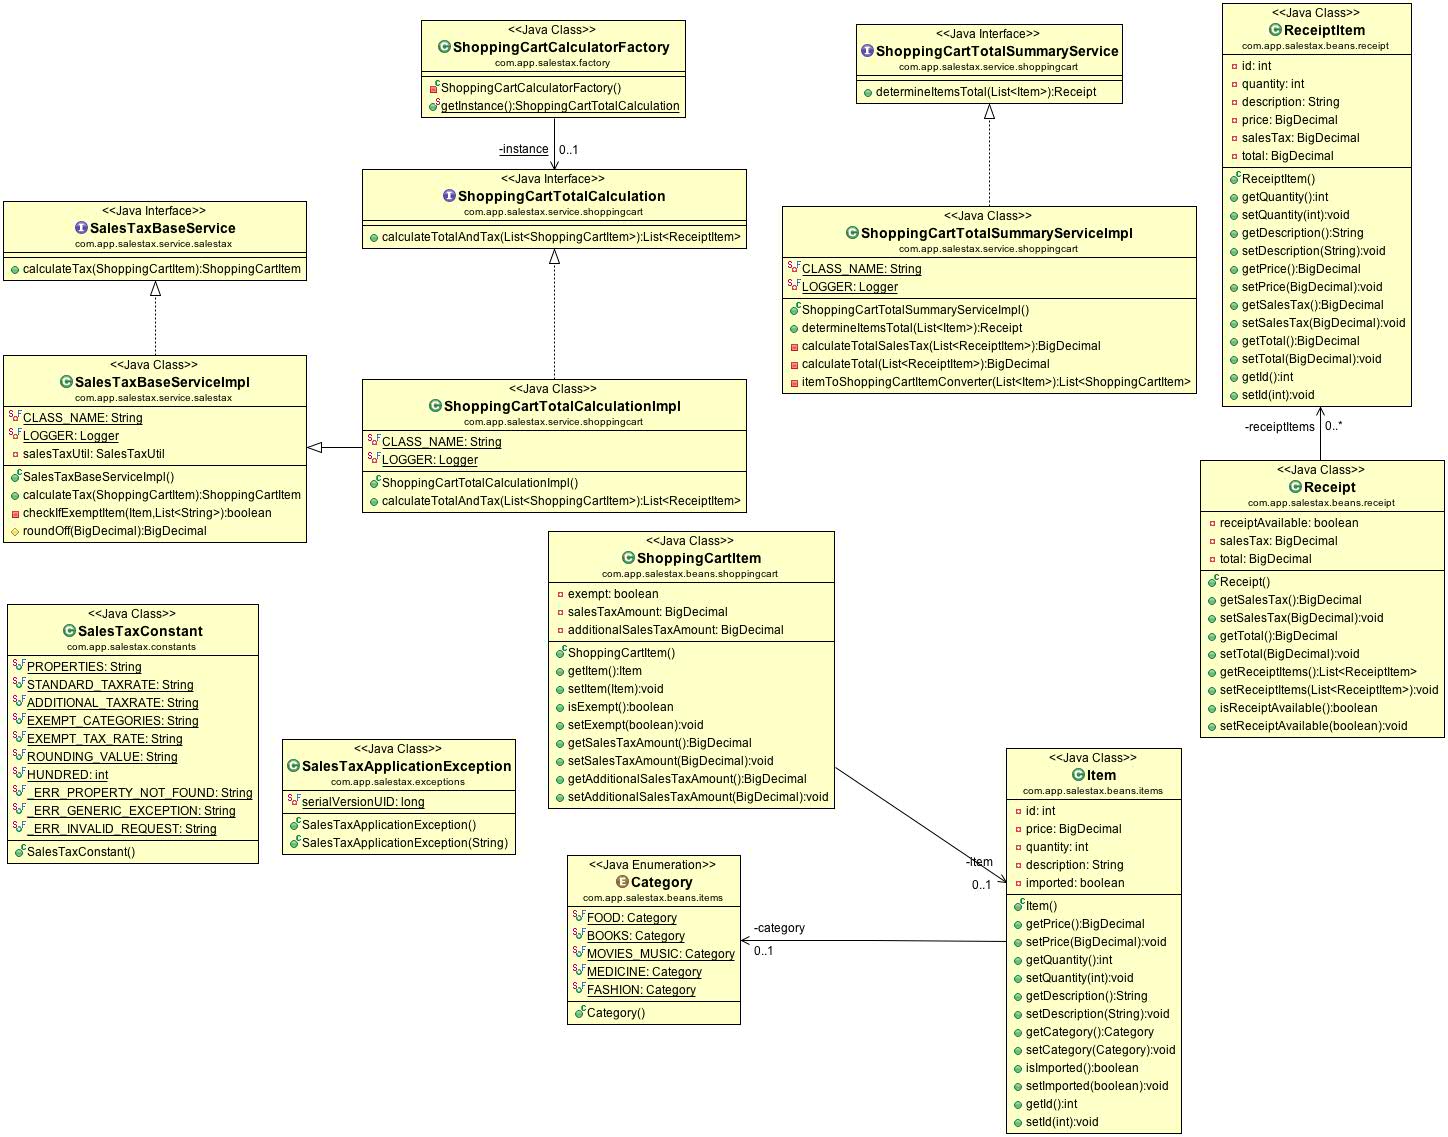 <<Java Class>>
ShoppingCartCalculatorFactory
com.app.salestax.factory
ShoppingCartCalculatorFactory()
getInstance():ShoppingCartTotalCalculation
-instance
0..1
<<Java Interface>>
ShoppingCartTotalCalculation
com.app.salestax.service.shoppingcart
calculateTotalAndTax(List<ShoppingCartItem>):List<ReceiptItem>
<<Java Interface>>
ShoppingCartTotalSummaryService
com.app.salestax.service.shoppingcart
determineItemsTotal(List<Item>):Receipt
<<Java Class>>
ReceiptItem
com.app.salestax.beans.receipt
id: int
quantity: int
description: String
price: BigDecimal
salesTax: BigDecimal
total: BigDecimal
ReceiptItem()
getQuantity():int
setQuantity(int):void
getDescription():String
setDescription(String):void
getPrice():BigDecimal
setPrice(BigDecimal):void
getSalesTax():BigDecimal
setSalesTax(BigDecimal):void
getTotal():BigDecimal
setTotal(BigDecimal):void
getId():int
setId(int):void
<<Java Interface>>
SalesTaxBaseService
com.app.salestax.service.salestax
calculateTax(ShoppingCartItem):ShoppingCartItem
<<Java Class>>
ShoppingCartTotalSummaryServiceImpl
com.app.salestax.service.shoppingcart
CLASS_NAME: String
LOGGER: Logger
ShoppingCartTotalSummaryServiceImpl()
determineItemsTotal(List<Item>):Receipt
calculateTotalSalesTax(List<ReceiptItem>):BigDecimal
calculateTotal(List<ReceiptItem>):BigDecimal
itemToShoppingCartItemConverter(List<Item>):List<ShoppingCartItem>
<<Java Class>>
SalesTaxBaseServiceImpl
com.app.salestax.service.salestax
CLASS_NAME: String
LOGGER: Logger
salesTaxUtil: SalesTaxUtil
SalesTaxBaseServiceImpl()
calculateTax(ShoppingCartItem):ShoppingCartItem
checkIfExemptItem(Item,List<String>):boolean
roundOff(BigDecimal):BigDecimal
<<Java Class>>
ShoppingCartTotalCalculationImpl
com.app.salestax.service.shoppingcart
CLASS_NAME: String
LOGGER: Logger
ShoppingCartTotalCalculationImpl()
calculateTotalAndTax(List<ShoppingCartItem>):List<ReceiptItem>
-receiptItems
0..*
<<Java Class>>
Receipt
com.app.salestax.beans.receipt
receiptAvailable: boolean
salesTax: BigDecimal
total: BigDecimal
Receipt()
getSalesTax():BigDecimal
setSalesTax(BigDecimal):void
getTotal():BigDecimal
setTotal(BigDecimal):void
getReceiptItems():List<ReceiptItem>
setReceiptItems(List<ReceiptItem>):void
isReceiptAvailable():boolean
setReceiptAvailable(boolean):void
<<Java Class>>
ShoppingCartItem
com.app.salestax.beans.shoppingcart
exempt: boolean
salesTaxAmount: BigDecimal
additionalSalesTaxAmount: BigDecimal
ShoppingCartItem()
getItem():Item
setItem(Item):void
isExempt():boolean
setExempt(boolean):void
getSalesTaxAmount():BigDecimal
setSalesTaxAmount(BigDecimal):void
getAdditionalSalesTaxAmount():BigDecimal
setAdditionalSalesTaxAmount(BigDecimal):void
<<Java Class>>
SalesTaxConstant
com.app.salestax.constants
PROPERTIES: String
STANDARD_TAXRATE: String
ADDITIONAL_TAXRATE: String
EXEMPT_CATEGORIES: String
EXEMPT_TAX_RATE: String
ROUNDING_VALUE: String
HUNDRED: int
_ERR_PROPERTY_NOT_FOUND: String
_ERR_GENERIC_EXCEPTION: String
_ERR_INVALID_REQUEST: String
SalesTaxConstant()
<<Java Class>>
SalesTaxApplicationException
com.app.salestax.exceptions
serialVersionUID: long
SalesTaxApplicationException()
SalesTaxApplicationException(String)
-item
0..1
<<Java Enumeration>>
Category
com.app.salestax.beans.items
FOOD: Category
BOOKS: Category
MOVIES_MUSIC: Category
MEDICINE: Category
FASHION: Category
Category()
-category
0..1
<<Java Class>>
Item
com.app.salestax.beans.items
id: int
price: BigDecimal
quantity: int
description: String
imported: boolean
Item()
getPrice():BigDecimal
setPrice(BigDecimal):void
getQuantity():int
setQuantity(int):void
getDescription():String
setDescription(String):void
getCategory():Category
setCategory(Category):void
isImported():boolean
setImported(boolean):void
getId():int
setId(int):void